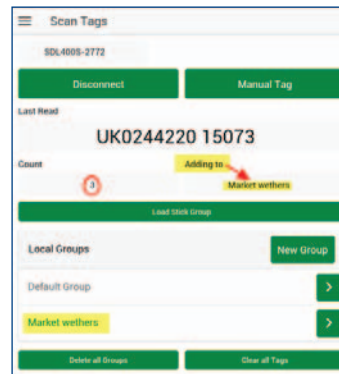 Scan Tags
SDL400S-2772
Disconnect Manual Tag
Last Read
UK0244220 15073
Count Adding to
3 Market wethers
Load Stick Group
Local Groups New Group
Default Group >
Market wethers >
Delete all Groups Clear all Tags